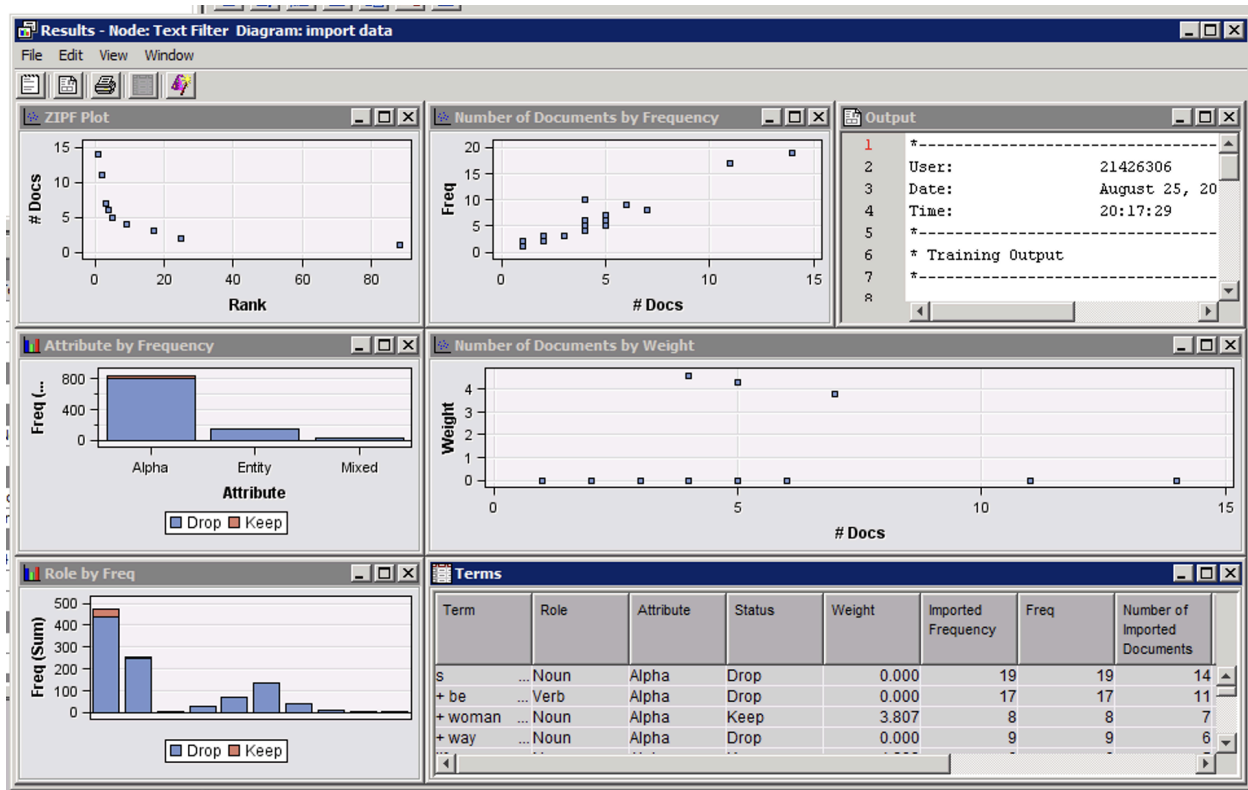 Results - Node: Text Filter Diagram: import data
File Edit View Window
ZIPF Plot
15
10
5
0
# Docs
0 20 40 60 80
Rank
Number of Documents by Frequency
20
15
10
5
0
Freq
0 5 10 15
# Docs
Output
1 *-----------------------------------
2 User: 21426306
3 Date: August 25, 20
4 Time: 20:17:29
5 *-----------------------------------
6 * Training Output
7 *-----------------------------------
8
Attribute by Frequency
800
400
0
Freq (...
Alpha Entity Mixed
Attribute
Drop Keep
Number of Documents by Weight
4
3
2
1
0
Weight
0 5 10 15
# Docs
Role by Freq
500
400
300
200
100
0
Freq (Sum)
Drop Keep
Terms
Term Role Attribute Status Weight Imported Frequency Freq Number of Imported Documents
s ... Noun Alpha Drop 0.000 19 19 14
+ be ... Verb Alpha Drop 0.000 17 17 11
+ woman ... Noun Alpha Keep 3.807 8 8 7
+ way ... Noun Alpha Drop 0.000 9 9 6